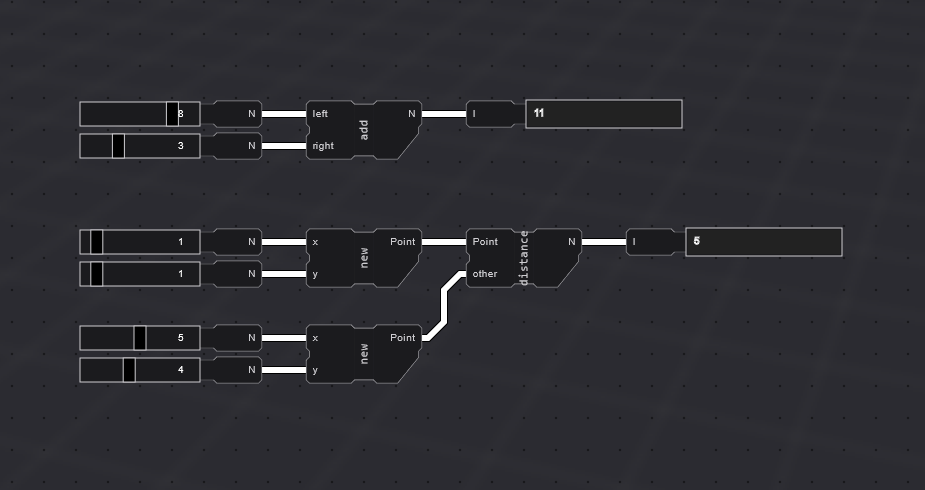 8 N left add N I 11
3 N right
1 N x new Point Point distance N I 5
1 N y other
5 N x new Point
4 N y